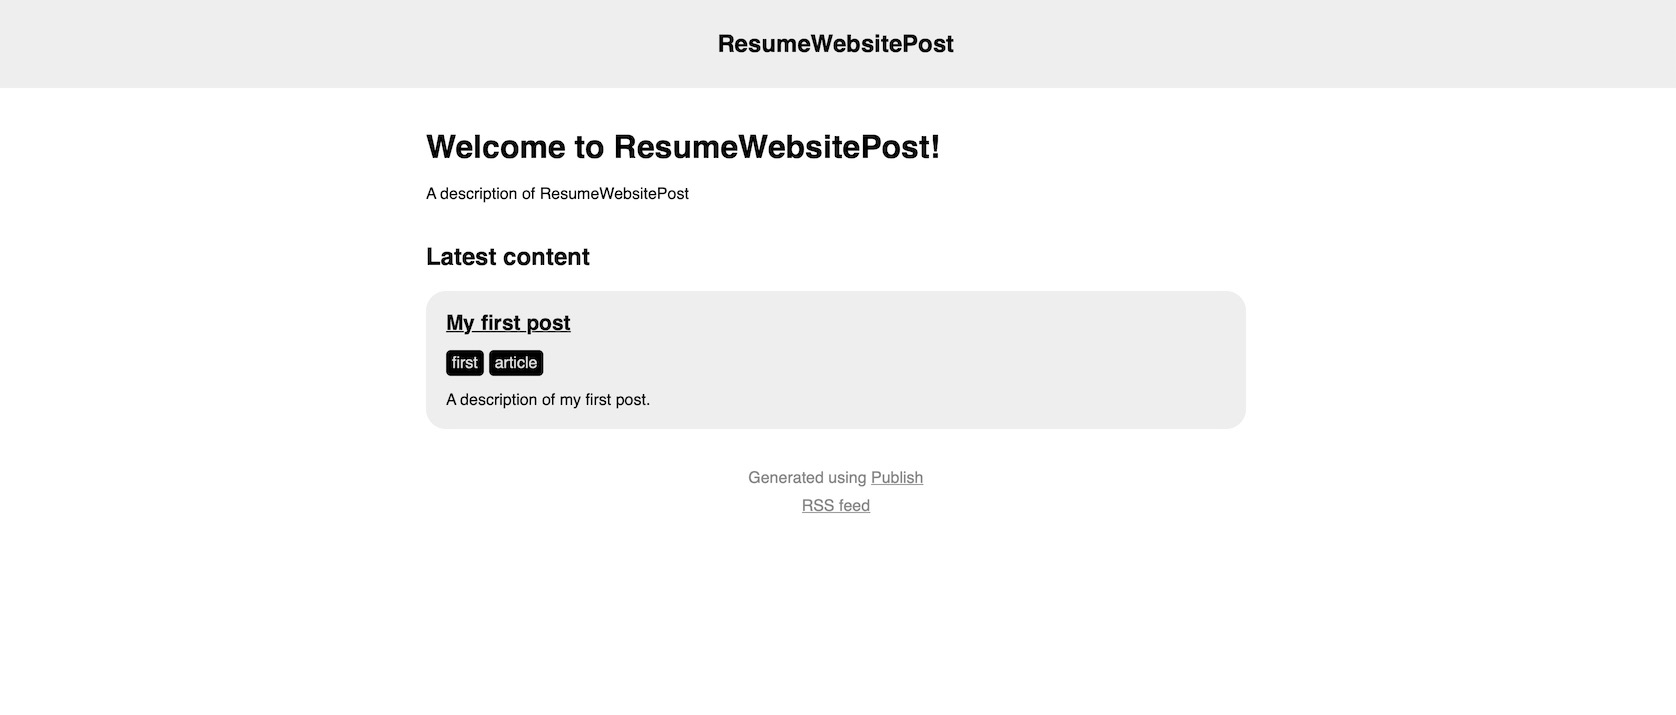 ResumeWebsitePost
Welcome to ResumeWebsitePost!
A description of ResumeWebsitePost
Latest content
My first post
first article
A description of my first post.
Generated using Publish
RSS feed